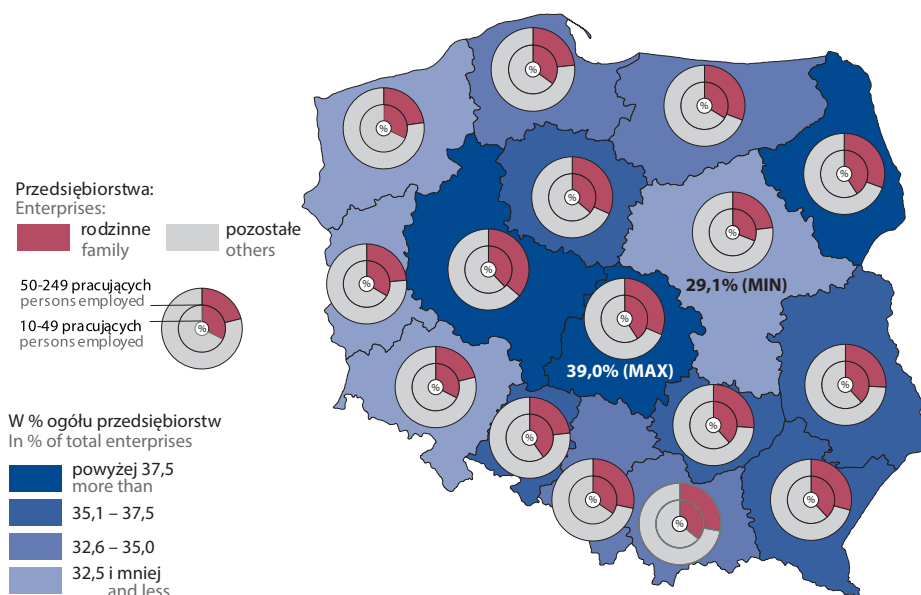 Przedsiębiorstwa:
Enterprises:
rodzinne
family
pozostałe
others
50-249 pracujących
persons employed
10-49 pracujących
persons employed
%
W % ogółu przedsiębiorstw
In % of total enterprises
powyżej 37,5
more than
35,1 – 37,5
32,6 – 35,0
32,5 i mniej
and less
%
%
%
%
%
%
29,1% (MIN)
%
%
%
39,0% (MAX)
%
%
%
%
%
%
%